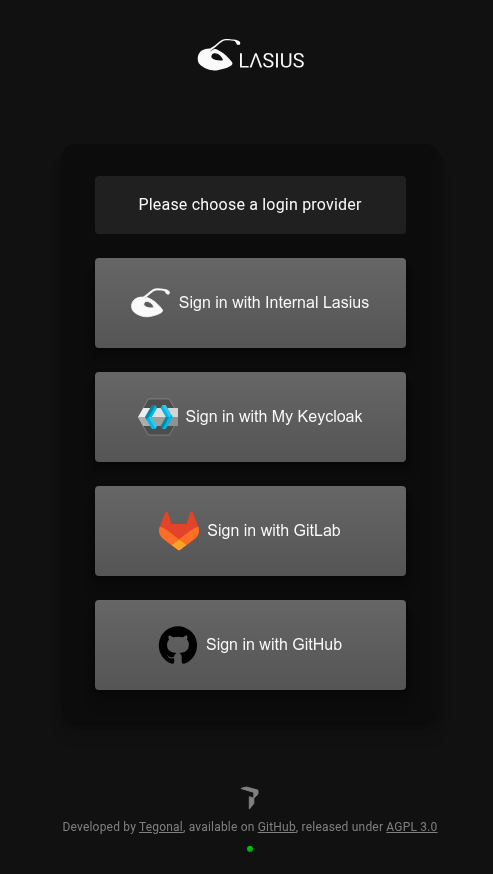 LASIUS
Please choose a login provider
Sign in with Internal Lasius
Sign in with My Keycloak
Sign in with GitLab
Sign in with GitHub
Developed by Tegonal, available on GitHub, released under AGPL 3.0